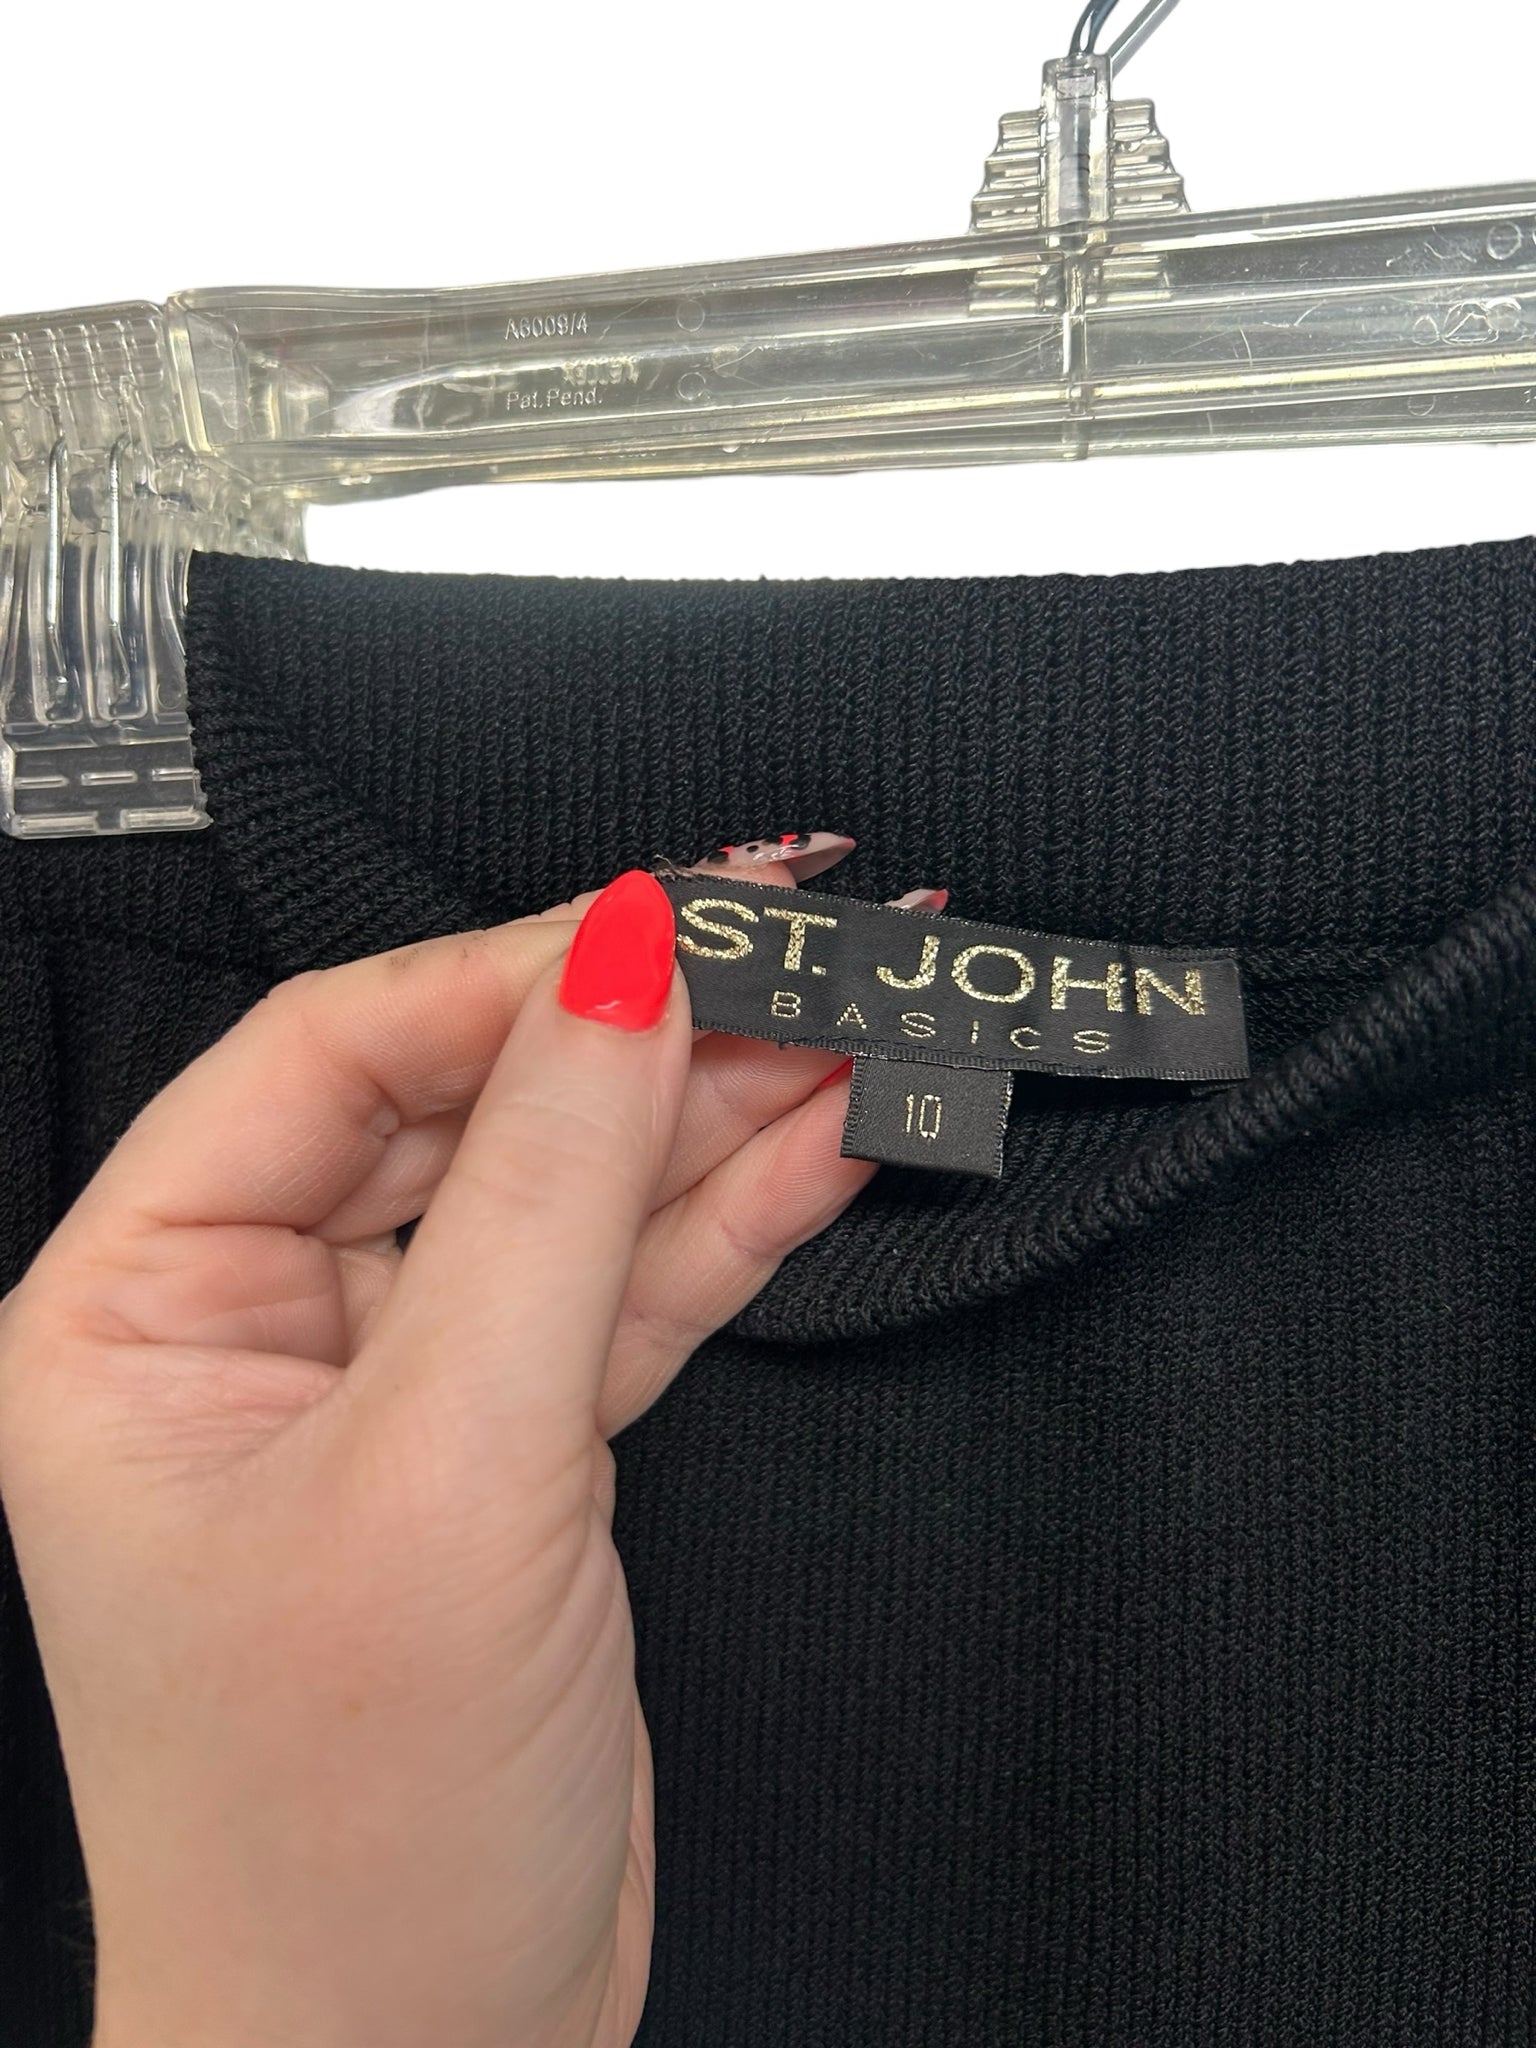 A6009/4
Pat. Pend.
ST. JOHN
BASICS
10